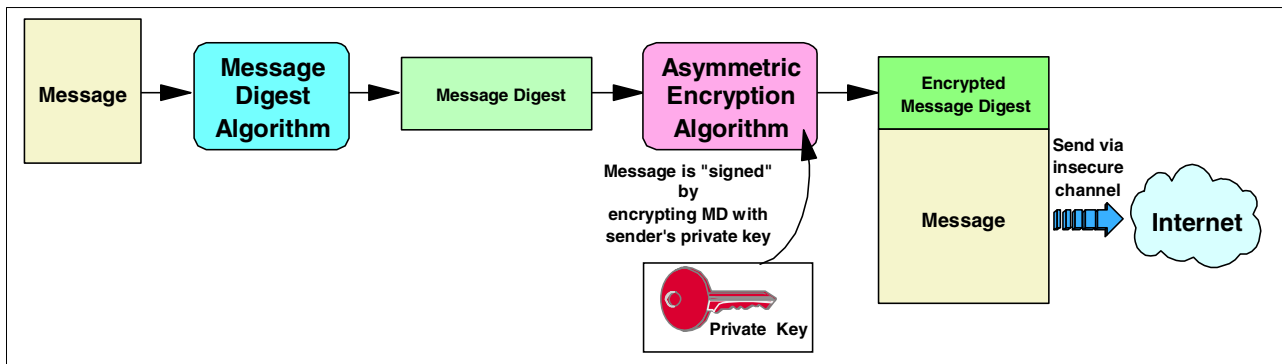 Message
Message
Digest
Algorithm
Message Digest
Asymmetric
Encryption
Algorithm
Encrypted
Message Digest
Message
Send via
insecure
channel
Internet
Message is "signed"
by
encrypting MD with
sender's private key
Private Key